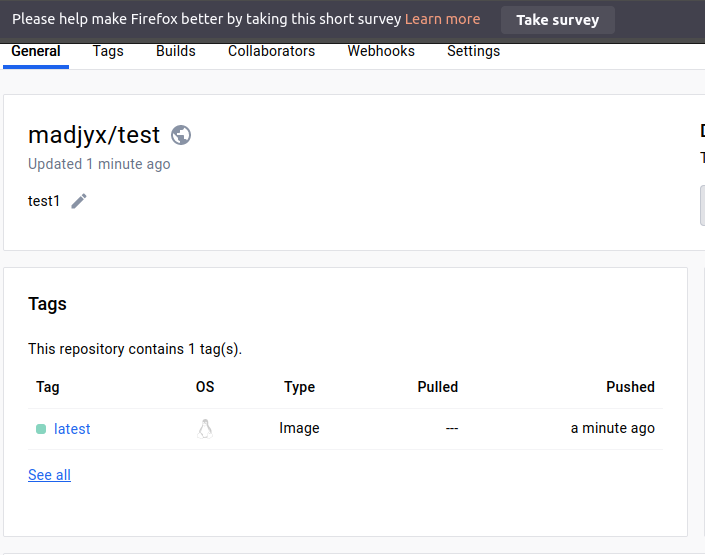 Please help make Firefox better by taking this short survey Learn more Take survey
General Tags Builds Collaborators Webhooks Settings
madjyx/test
Updated 1 minute ago
test1
Tags
This repository contains 1 tag(s).
Tag OS Type Pulled Pushed
latest Image --- a minute ago
See all